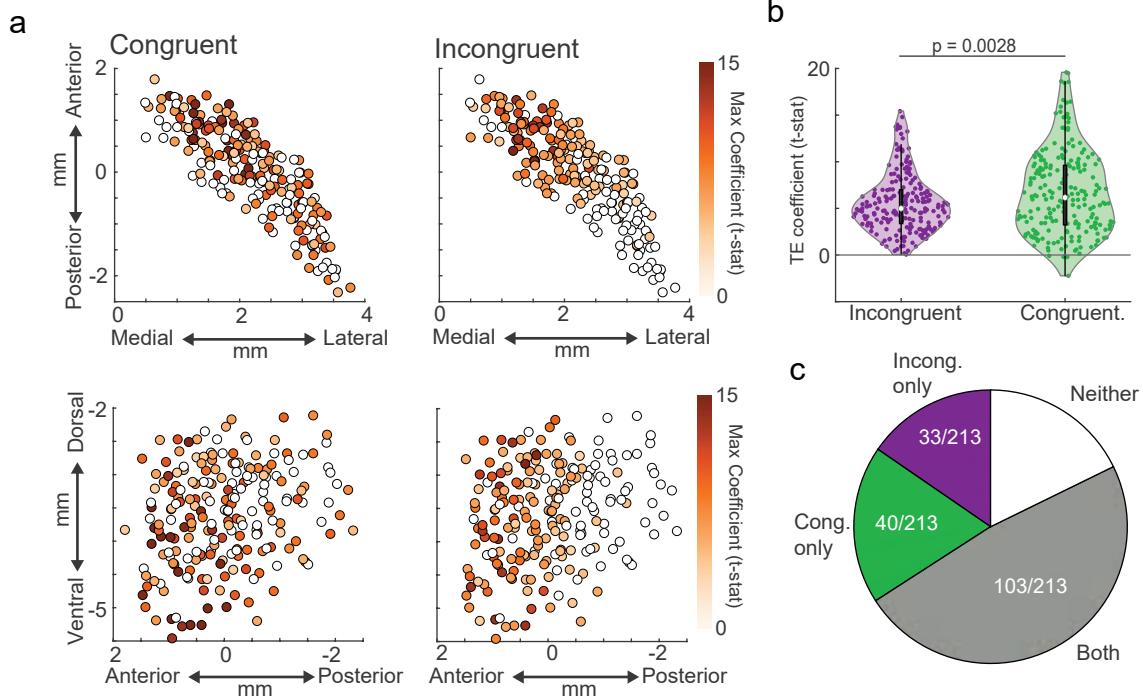 a
Congruent
Incongruent
2
0
-2
Anterior
mm
Posterior
0
2
4
Medial
Lateral
mm
0
2
4
Medial
Lateral
mm
15
0
Max Coefficient (t-stat)
-2
-5
Dorsal
mm
Ventral
2
0
-2
Anterior
Posterior
mm
2
0
-2
Anterior
Posterior
mm
15
0
Max Coefficient (t-stat)
b
p = 0.0028
20
0
TE coefficient (t-stat)
Incongruent
Congruent.
c
Incong.
only
Neither
33/213
Cong.
only
40/213
103/213
Both